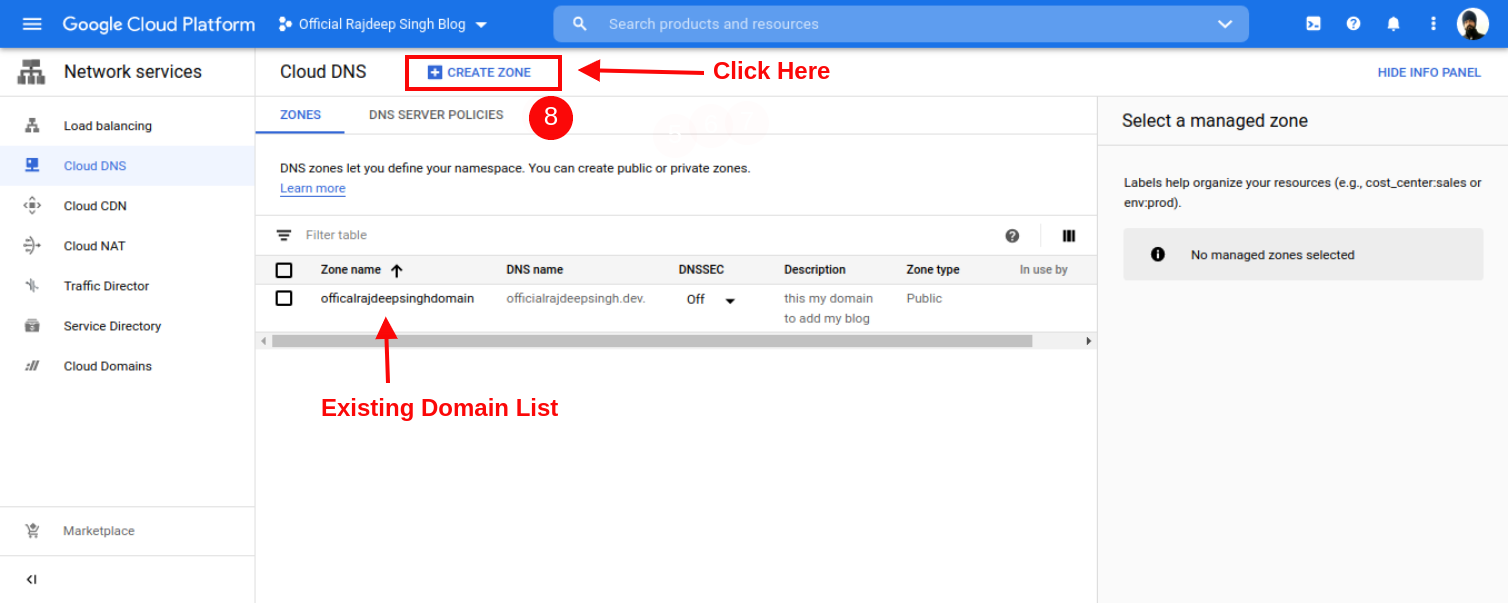 Google Cloud Platform
Official Rajdeep Singh Blog
Search products and resources
Network services
Cloud DNS
CREATE ZONE
Click Here
HIDE INFO PANEL
Load balancing
Cloud DNS
Cloud CDN
Cloud NAT
Traffic Director
Service Directory
Cloud Domains
Marketplace
ZONES
DNS SERVER POLICIES
8
DNS zones let you define your namespace. You can create public or private zones.
Learn more
Filter table
Zone name
DNS name
DNSSEC
Description
Zone type
In use by
officalrajdeepsinghdomain
officialrajdeepsingh.dev.
Off
this my domain
to add my blog
Public
Existing Domain List
Select a managed zone
Labels help organize your resources (e.g., cost_center:sales or
env:prod).
No managed zones selected